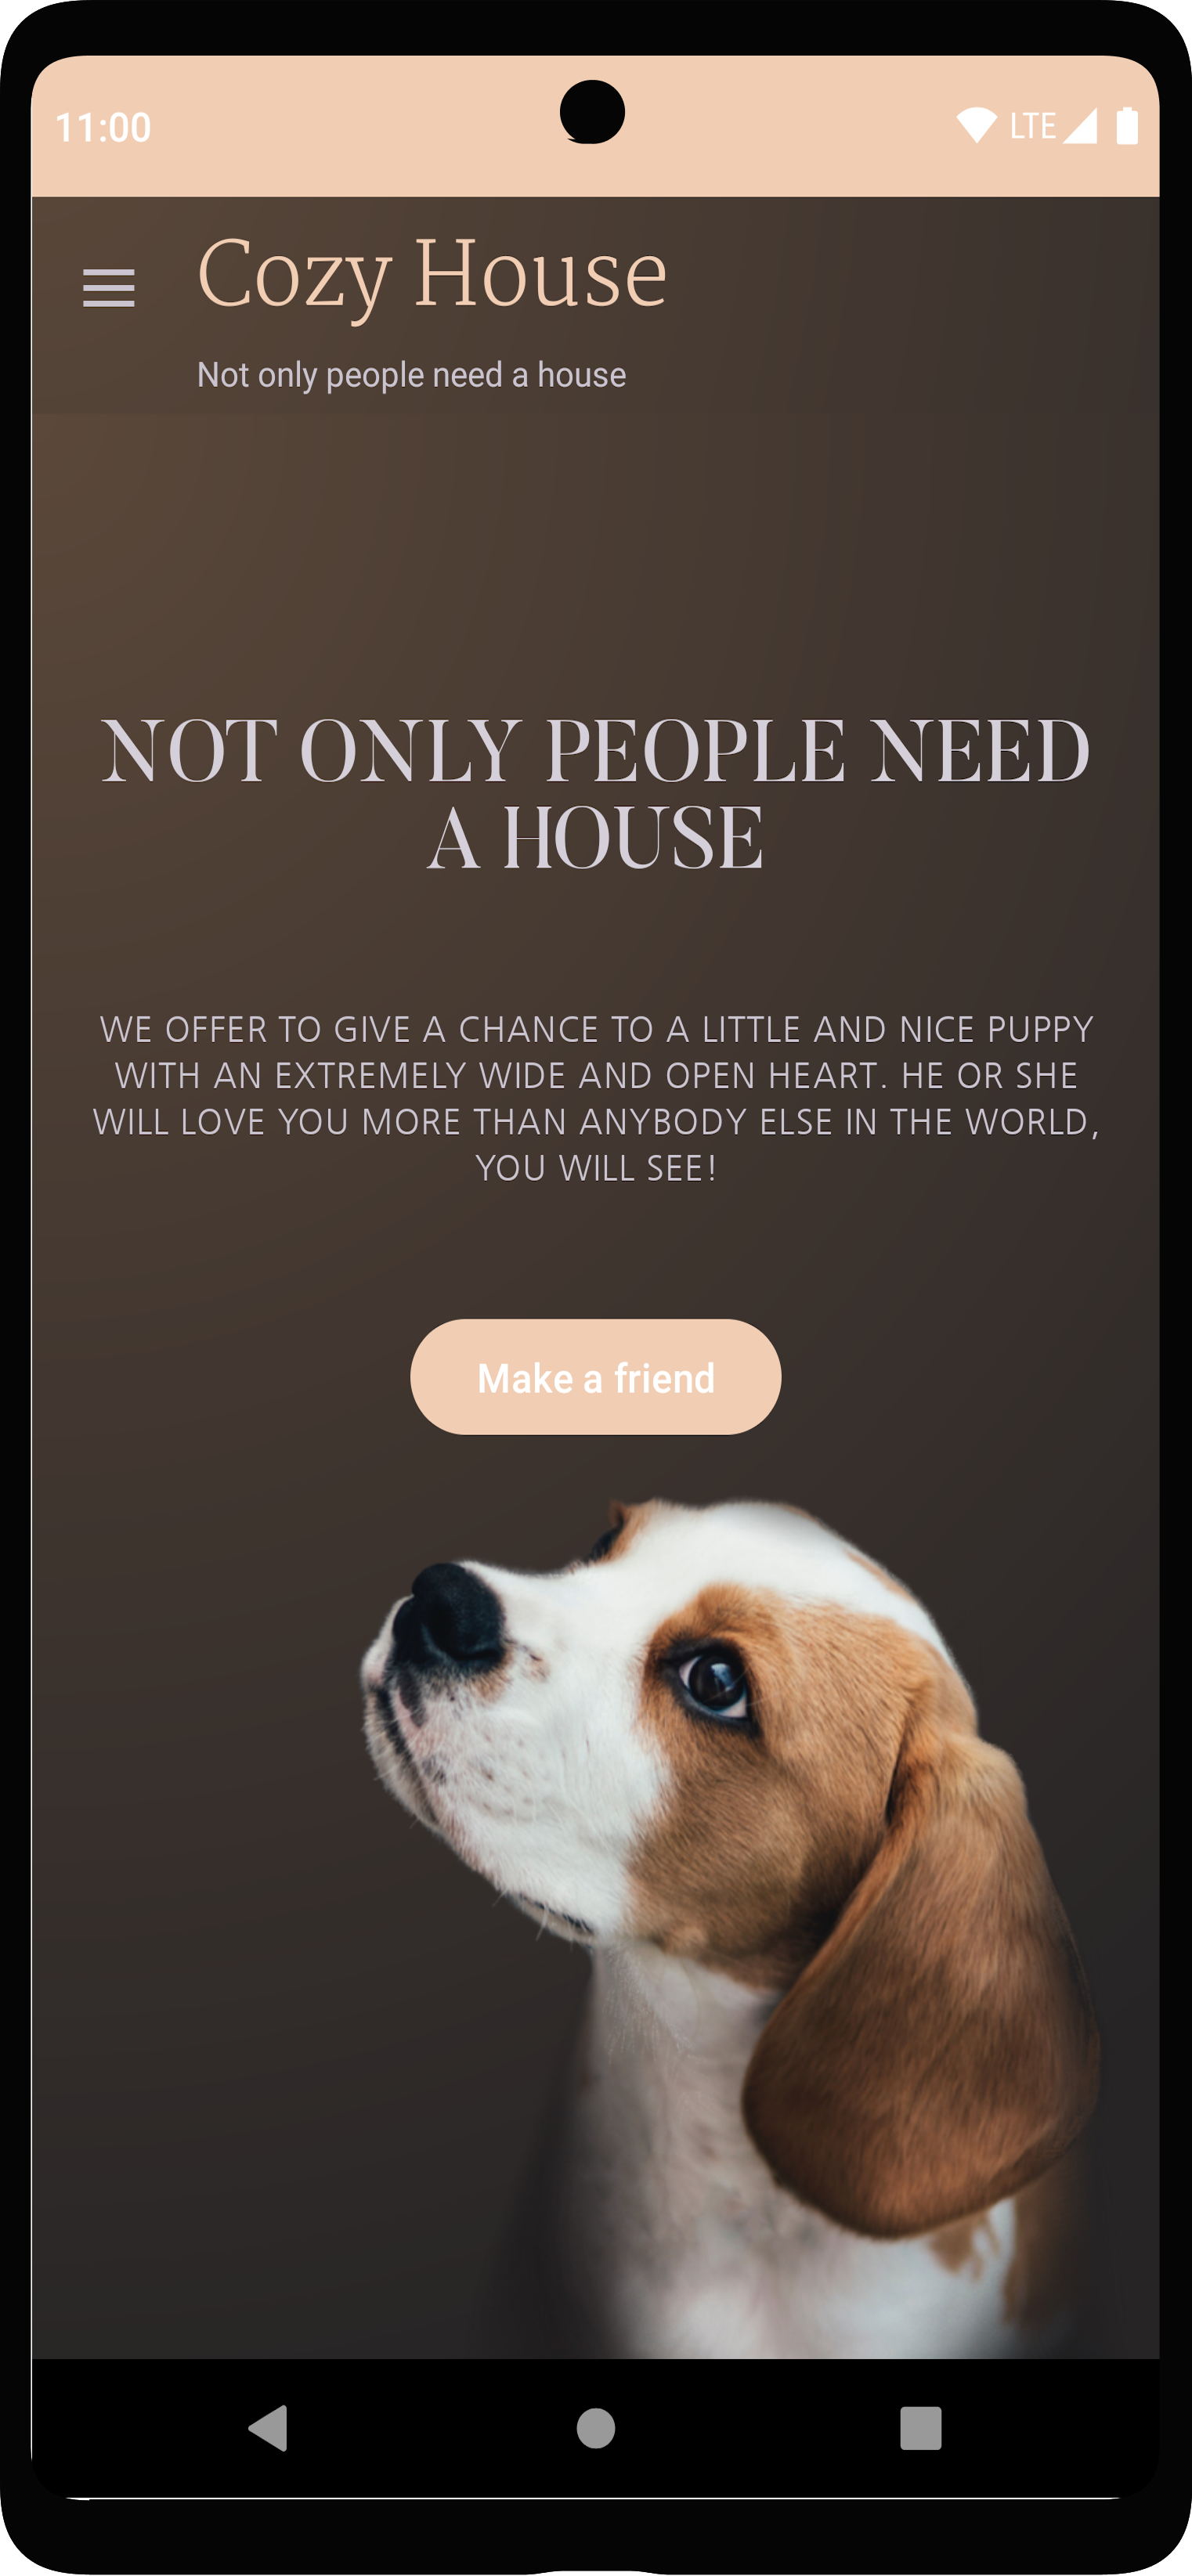 11:00
LTE
Cozy House
Not only people need a house
NOT ONLY PEOPLE NEED
A HOUSE
WE OFFER TO GIVE A CHANCE TO A LITTLE AND NICE PUPPY
WITH AN EXTREMELY WIDE AND OPEN HEART. HE OR SHE
WILL LOVE YOU MORE THAN ANYBODY ELSE IN THE WORLD,
YOU WILL SEE!
Make a friend